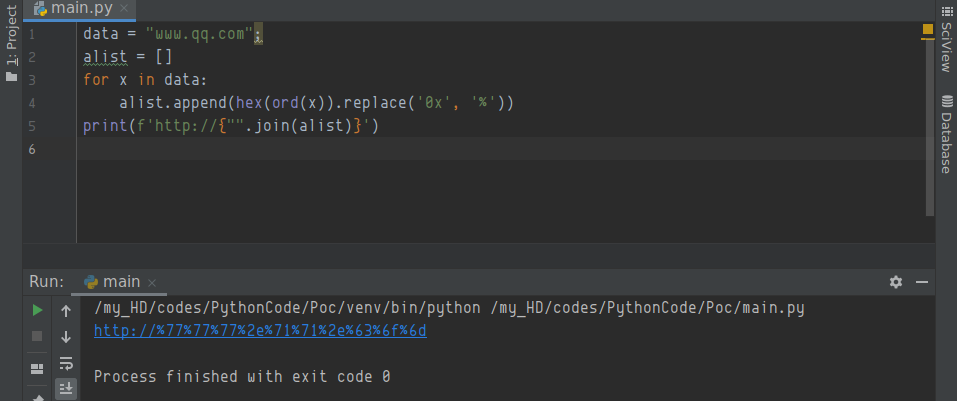 main.py
1: Project
1 data = "www.qq.com";
2 alist = []
3 for x in data:
4     alist.append(hex(ord(x)).replace('0x', '%'))
5 print(f'http://{"".join(alist)}')
6
SciView
Database
Run: main
/my_HD/codes/PythonCode/Poc/venv/bin/python /my_HD/codes/PythonCode/Poc/main.py
http://%77%77%77%2e%71%71%2e%63%6f%6d
Process finished with exit code 0